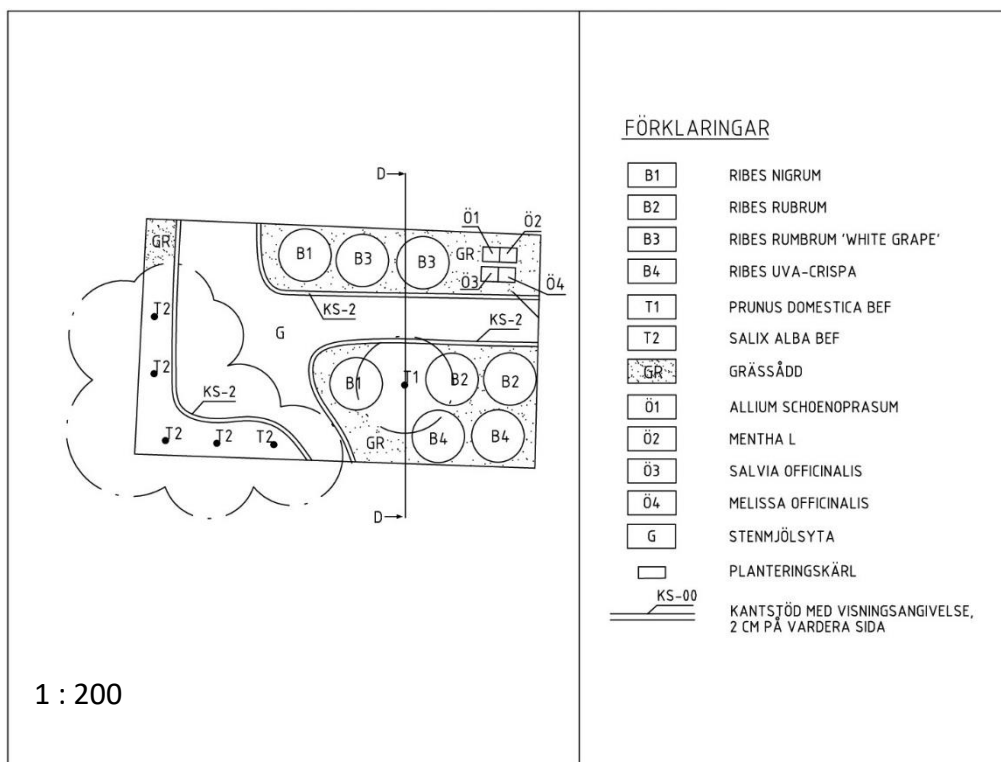 D
Ö1
Ö2
GR
B1
B3
B3
GR
Ö3
Ö4
KS-2
T2
G
KS-2
T2
B1
T1
B2
B2
KS-2
T2
T2
T2
GR
B4
B4
D
1 : 200
FÖRKLARINGAR
B1 RIBES NIGRUM
B2 RIBES RUBRUM
B3 RIBES RUMBRUM 'WHITE GRAPE'
B4 RIBES UVA-CRISPA
T1 PRUNUS DOMESTICA BEF
T2 SALIX ALBA BEF
GR GRÄSSÅDD
Ö1 ALLIUM SCHOENOPRASUM
Ö2 MENTHA L
Ö3 SALVIA OFFICINALIS
Ö4 MELISSA OFFICINALIS
G STENMJÖLSYTA
PLANTERINGSKÄRL
KS-00 KANTSTÖD MED VISNINGSANGIVELSE,
2 CM PÅ VARDERA SIDA